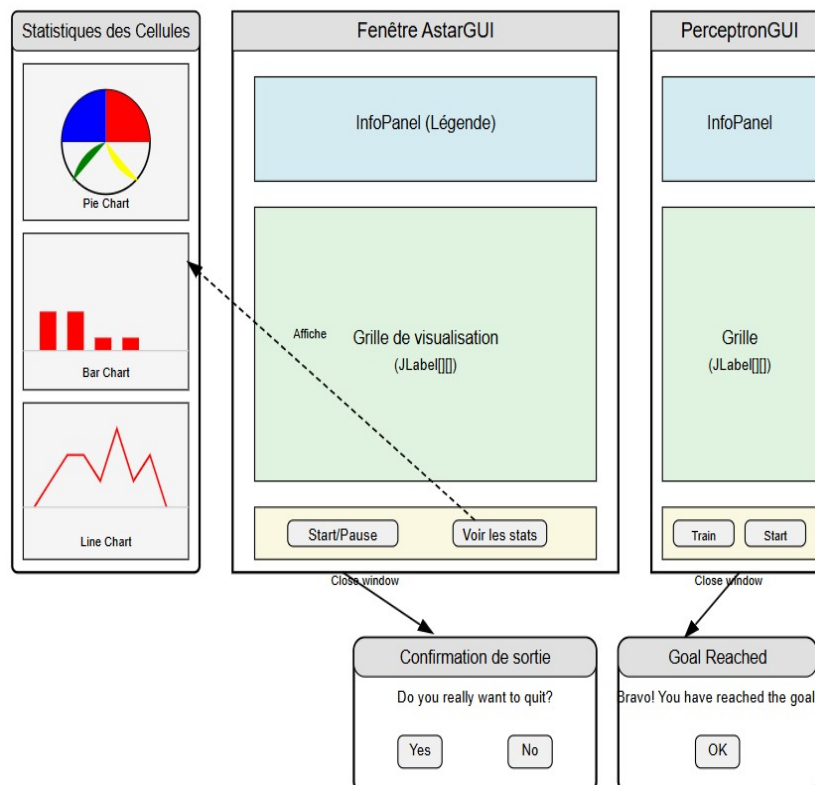 Statistiques des Cellules
Pie Chart
Bar Chart
Line Chart
Fenêtre AstarGUI
InfoPanel (Légende)
Affiche
Grille de visualisation
(JLabel[][])
Start/Pause
Voir les stats
Close window
PerceptronGUI
InfoPanel
Grille
(JLabel[][])
Train
Start
Close window
Confirmation de sortie
Do you really want to quit?
Yes
No
Goal Reached
Bravo! You have reached the goal
OK